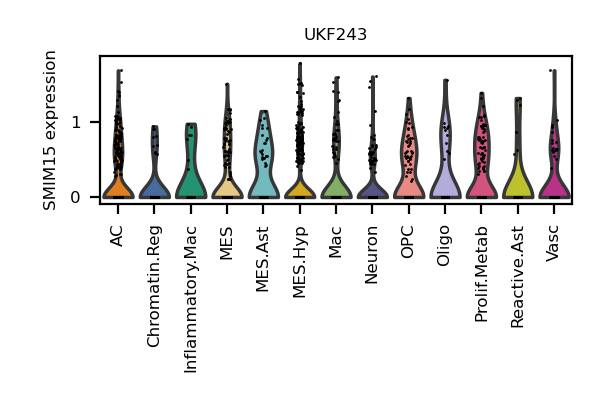 UKF243
SMIM15 expression
1
0
AC
Chromatin.Reg
Inflammatory.Mac
MES
MES.Ast
MES.Hyp
Mac
Neuron
OPC
Oligo
Prolif.Metab
Reactive.Ast
Vasc